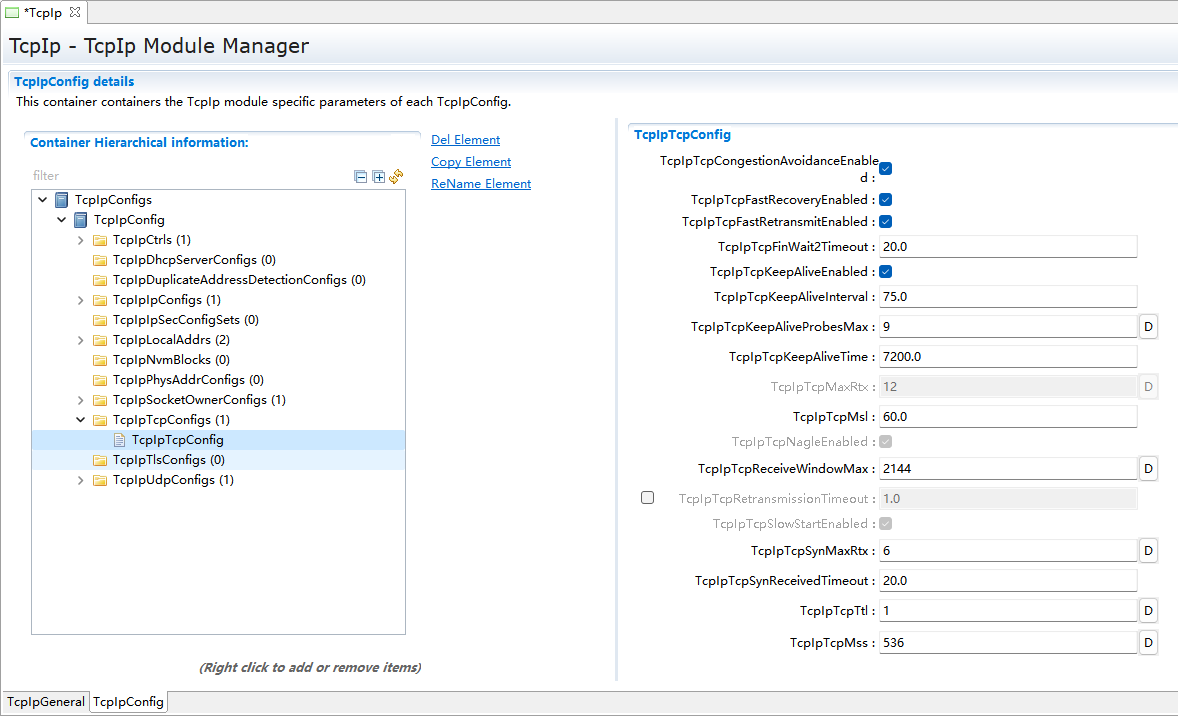 *TcpIp
TcpIp - TcpIp Module Manager
TcpIpConfig details
This container containers the TcpIp module specific parameters of each TcpIpConfig.
Container Hierarchical information:
filter
TcpIpConfigs
TcpIpConfig
TcpIpCtrls (1)
TcpIpDhcpServerConfigs (0)
TcpIpDuplicateAddressDetectionConfigs (0)
TcpIpIpConfigs (1)
TcpIpIpSecConfigSets (0)
TcpIpLocalAddrs (2)
TcpIpNvmBlocks (0)
TcpIpPhysAddrConfigs (0)
TcpIpSocketOwnerConfigs (1)
TcpIpTcpConfigs (1)
TcpIpTcpConfig
TcpIpTlsConfigs (0)
TcpIpUdpConfigs (1)
(Right click to add or remove items)
Del Element
Copy Element
ReName Element
TcpIpTcpConfig
TcpIpTcpCongestionAvoidanceEnable
d :
TcpIpTcpFastRecoveryEnabled :
TcpIpTcpFastRetransmitEnabled :
TcpIpTcpFinWait2Timeout : 20.0
TcpIpTcpKeepAliveEnabled :
TcpIpTcpKeepAliveInterval : 75.0
TcpIpTcpKeepAliveProbesMax : 9 D
TcpIpTcpKeepAliveTime : 7200.0
TcpIpTcpMaxRtx : 12 D
TcpIpTcpMsl : 60.0
TcpIpTcpNagleEnabled :
TcpIpTcpReceiveWindowMax : 2144 D
TcpIpTcpRetransmissionTimeout : 1.0
TcpIpTcpSlowStartEnabled :
TcpIpTcpSynMaxRtx : 6 D
TcpIpTcpSynReceivedTimeout : 20.0
TcpIpTcpTtl : 1 D
TcpIpTcpMss : 536 D
TcpIpGeneral TcpIpConfig